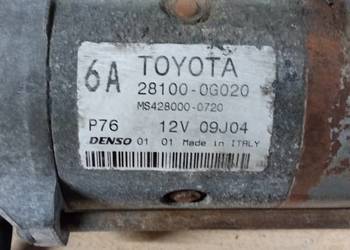 6A TOYOTA
28100-0G020
MS428000-0720
P76 12V 09J04
DENSO 01 01 Made in ITALY